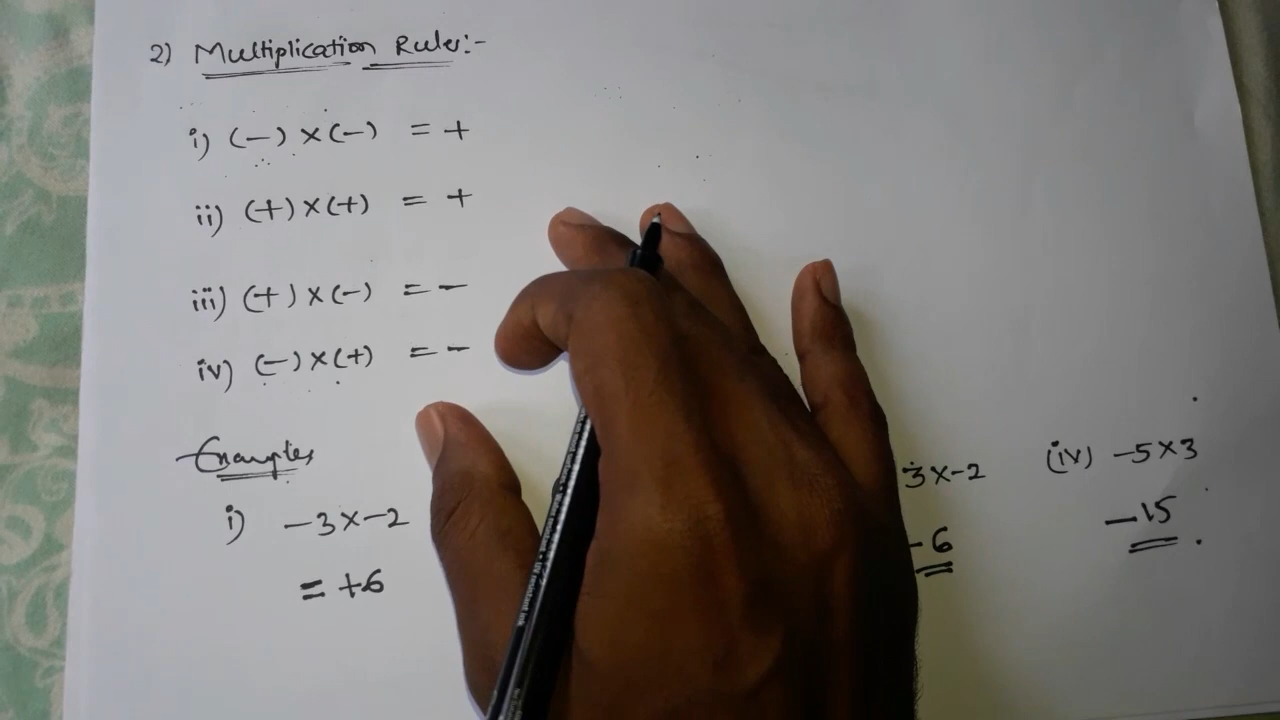 2) Multiplication Rules:-
i) (-) × (-) = +
ii) (+) × (+) = +
iii) (+) × (-) = -
iv) (-) × (+) = -
Examples
i) -3 × -2
= +6
3 × -2
-6
(iv) -5 × 3
-15